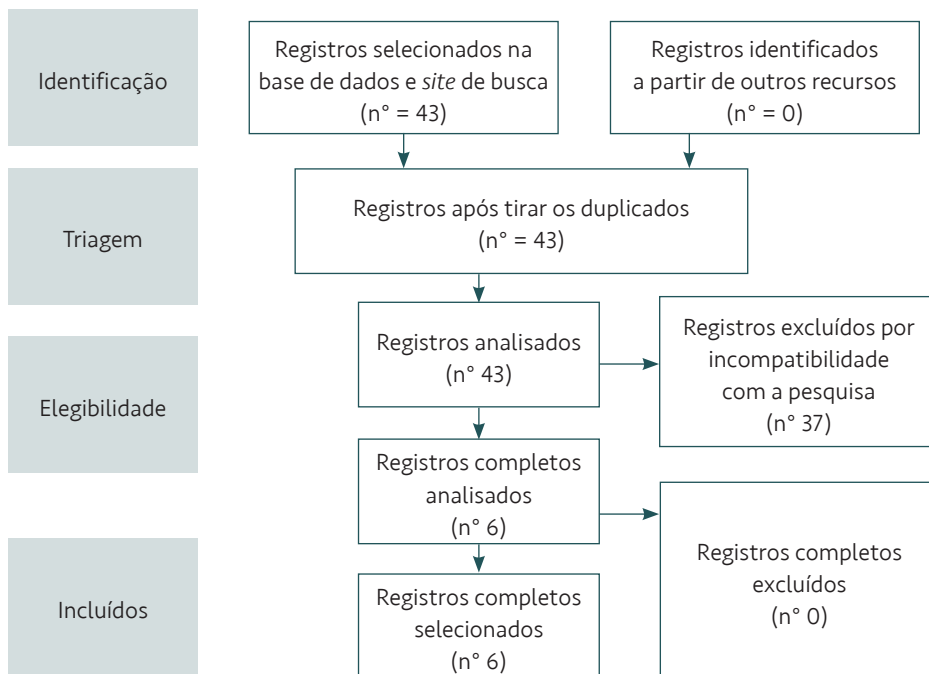 Identificação
Registros selecionados na
base de dados e site de busca
(n° = 43)
Registros identificados
a partir de outros recursos
(n° = 0)
Triagem
Registros após tirar os duplicados
(n° = 43)
Elegibilidade
Registros analisados
(n° 43)
Registros excluídos por
incompatibilidade
com a pesquisa
(n° 37)
Registros completos
analisados
(n° 6)
Registros completos
excluídos
(n° 0)
Incluídos
Registros completos
selecionados
(n° 6)